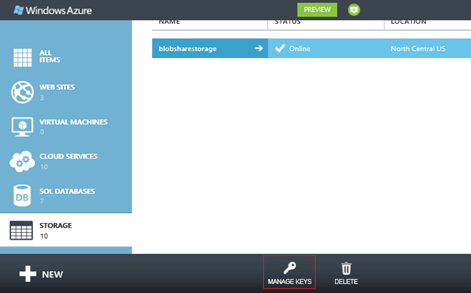 Windows Azure
PREVIEW
NAME STATUS LOCATION
blobsharestorage Online North Central US
ALL
ITEMS
WEB SITES
3
VIRTUAL MACHINES
0
CLOUD SERVICES
10
DB
SQL DATABASES
7
STORAGE
10
NEW
MANAGE KEYS
DELETE